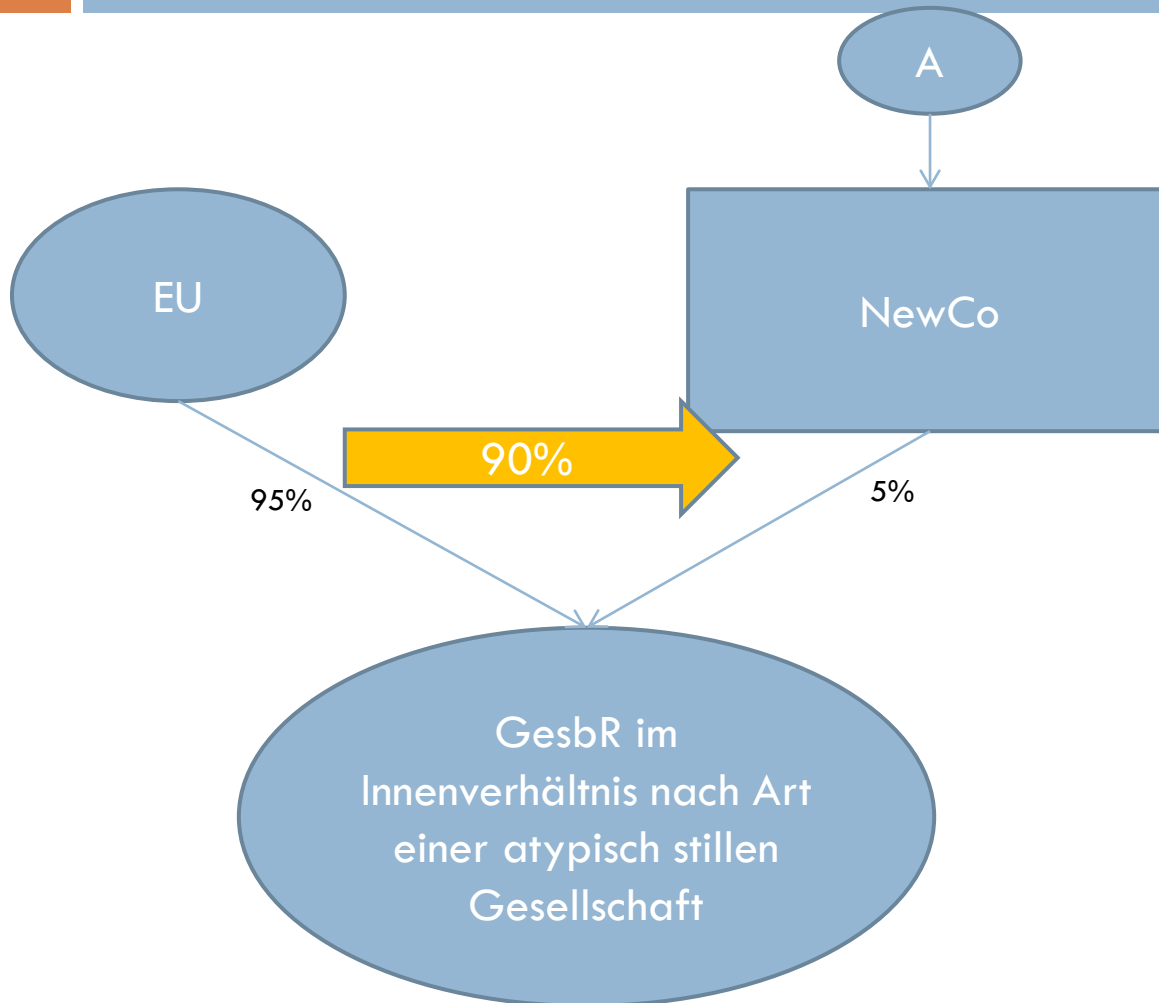 A
EU
NewCo
90%
95%
5%
GesbR im
Innenverhältnis nach Art
einer atypisch stillen
Gesellschaft